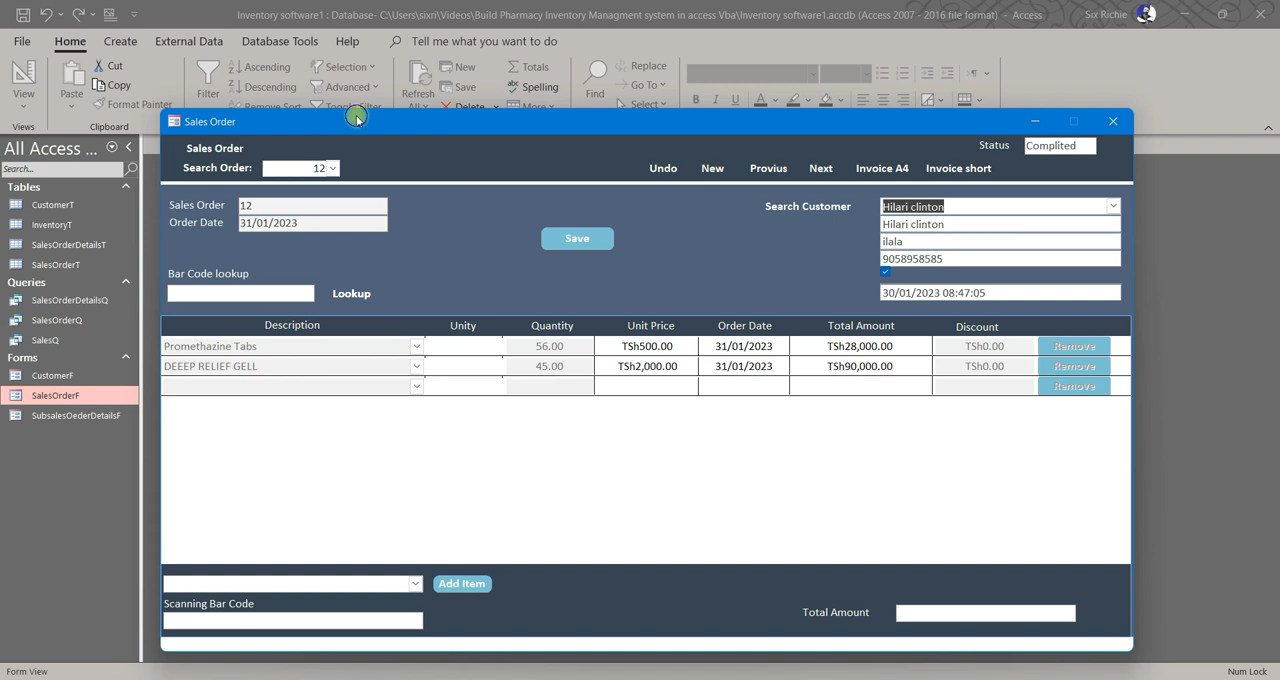 Inventory software1 : Database- C:\Users\sixri\Videos\Build Pharmacy Inventory Managment system in access Vba\Inventory software1.accdb (Access 2007 - 2016 file format) - Access
Six Richie
File Home Create External Data Database Tools Help Tell me what you want to do
View
Views
Paste
Cut
Copy
Format Painter
Clipboard
Filter
Ascending
Descending
Remove Sort
Selection
Advanced
Toggle Filter
Refresh
All
New
Save
Delete
Totals
Spelling
More
Find
Replace
Go To
Select
B I U A
All Access ...
Search...
Tables
CustomerT
InventoryT
SalesOrderDetailsT
SalesOrderT
Queries
SalesOrderDetailsQ
SalesOrderQ
SalesQ
Forms
CustomerF
SalesOrderF
SubsalesOederDetailsF
Sales Order
Sales Order
Status Complited
Search Order: 12
Undo New Provius Next Invoice A4 Invoice short
Sales Order 12
Order Date 31/01/2023
Save
Search Customer Hilari clinton
Hilari clinton
ilala
9058958585
30/01/2023 08:47:05
Bar Code lookup
Lookup
Description Unity Quantity Unit Price Order Date Total Amount Discount
Promethazine Tabs 56.00 TSh500.00 31/01/2023 TSh28,000.00 TSh0.00 Remove
DEEEP RELIEF GELL 45.00 TSh2,000.00 31/01/2023 TSh90,000.00 TSh0.00 Remove
Remove
Add Item
Scanning Bar Code
Total Amount
Form View
Num Lock